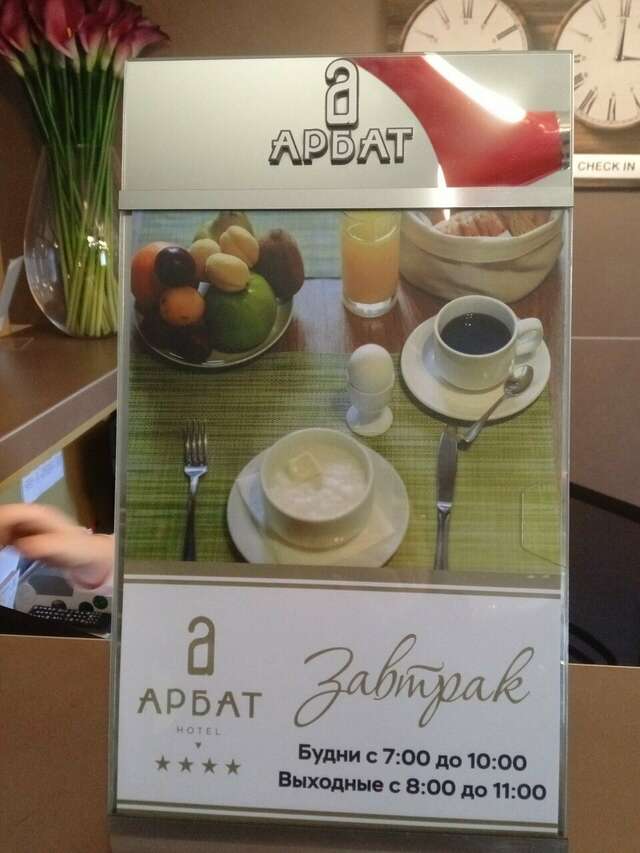 a
АРБАТ
CHECK IN
a
АРБАТ
HOTEL
Завтрак
Будни с 7:00 до 10:00
Выходные с 8:00 до 11:00